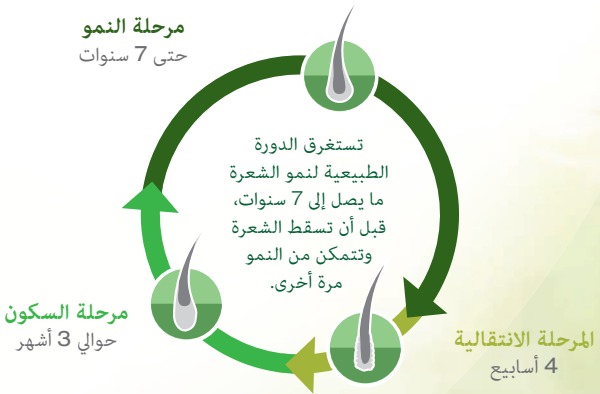 مرحلة النمو
حتى 7 سنوات
تستغرق الدورة
الطبيعية لنمو الشعرة
ما يصل إلى 7 سنوات،
قبل أن تسقط الشعرة
وتتمكن من النمو
مرة أخرى.
المرحلة الانتقالية
4 أسابيع
مرحلة السكون
حوالي 3 أشهر